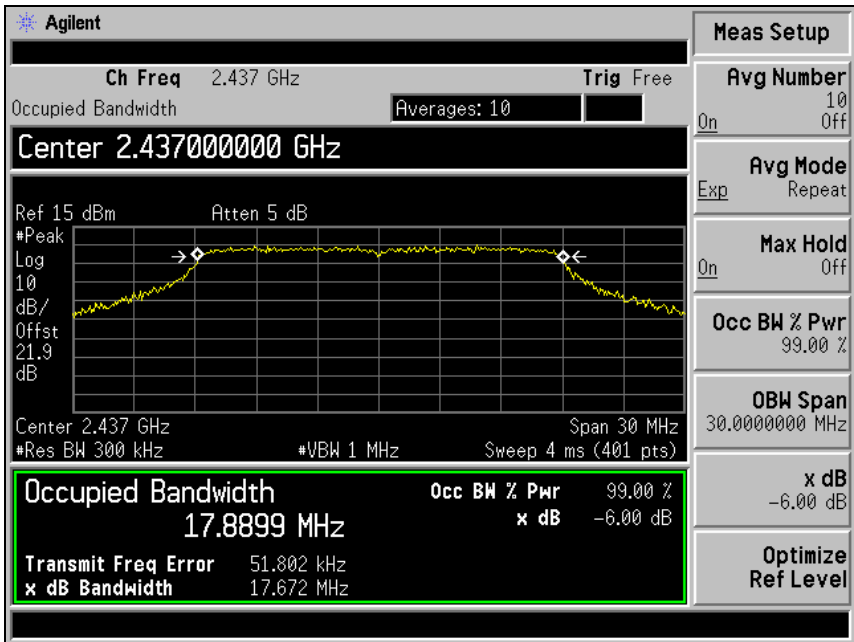 Agilent
Ch Freq 2.437 GHz Trig Free
Occupied Bandwidth Averages: 10
Center 2.437000000 GHz
Ref 15 dBm Atten 5 dB
#Peak
Log
10
dB/
Offst
21.9
dB
Center 2.437 GHz Span 30 MHz
#Res BW 300 kHz #VBW 1 MHz Sweep 4 ms (401 pts)
Occupied Bandwidth Occ BW % Pwr 99.00 %
17.8899 MHz x dB -6.00 dB
Transmit Freq Error 51.802 kHz
x dB Bandwidth 17.672 MHz
Meas Setup
Avg Number
10
On Off
Avg Mode
Exp Repeat
Max Hold
On Off
Occ BW % Pwr
99.00 %
OBW Span
30.0000000 MHz
x dB
-6.00 dB
Optimize
Ref Level